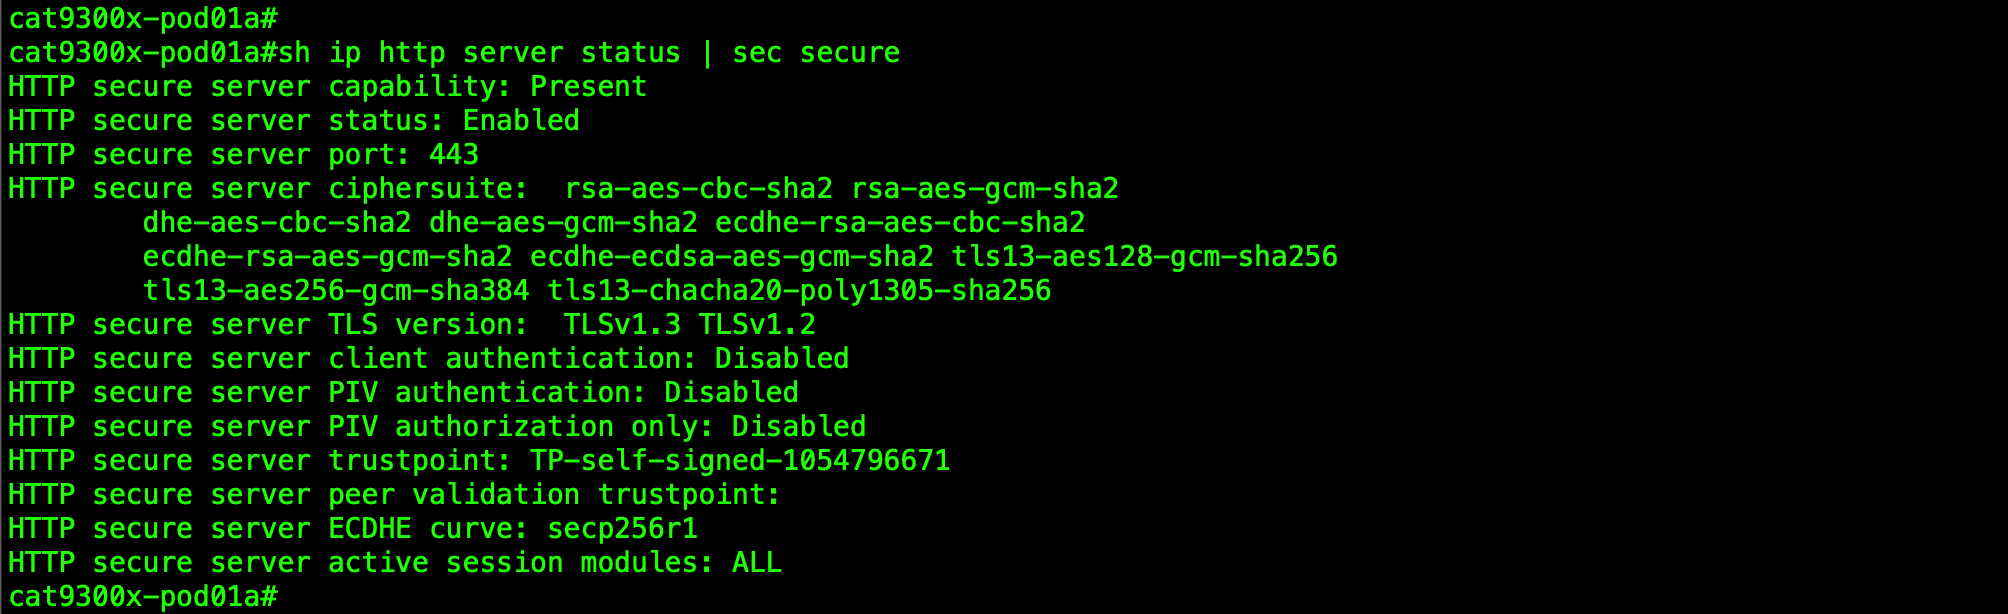 cat9300x-pod01a#
cat9300x-pod01a#sh ip http server status | sec secure
HTTP secure server capability: Present
HTTP secure server status: Enabled
HTTP secure server port: 443
HTTP secure server ciphersuite:  rsa-aes-cbc-sha2 rsa-aes-gcm-sha2
        dhe-aes-cbc-sha2 dhe-aes-gcm-sha2 ecdhe-rsa-aes-cbc-sha2
        ecdhe-rsa-aes-gcm-sha2 ecdhe-ecdsa-aes-gcm-sha2 tls13-aes128-gcm-sha256
        tls13-aes256-gcm-sha384 tls13-chacha20-poly1305-sha256
HTTP secure server TLS version:  TLSv1.3 TLSv1.2
HTTP secure server client authentication: Disabled
HTTP secure server PIV authentication: Disabled
HTTP secure server PIV authorization only: Disabled
HTTP secure server trustpoint: TP-self-signed-1054796671
HTTP secure server peer validation trustpoint:
HTTP secure server ECDHE curve: secp256r1
HTTP secure server active session modules: ALL
cat9300x-pod01a#